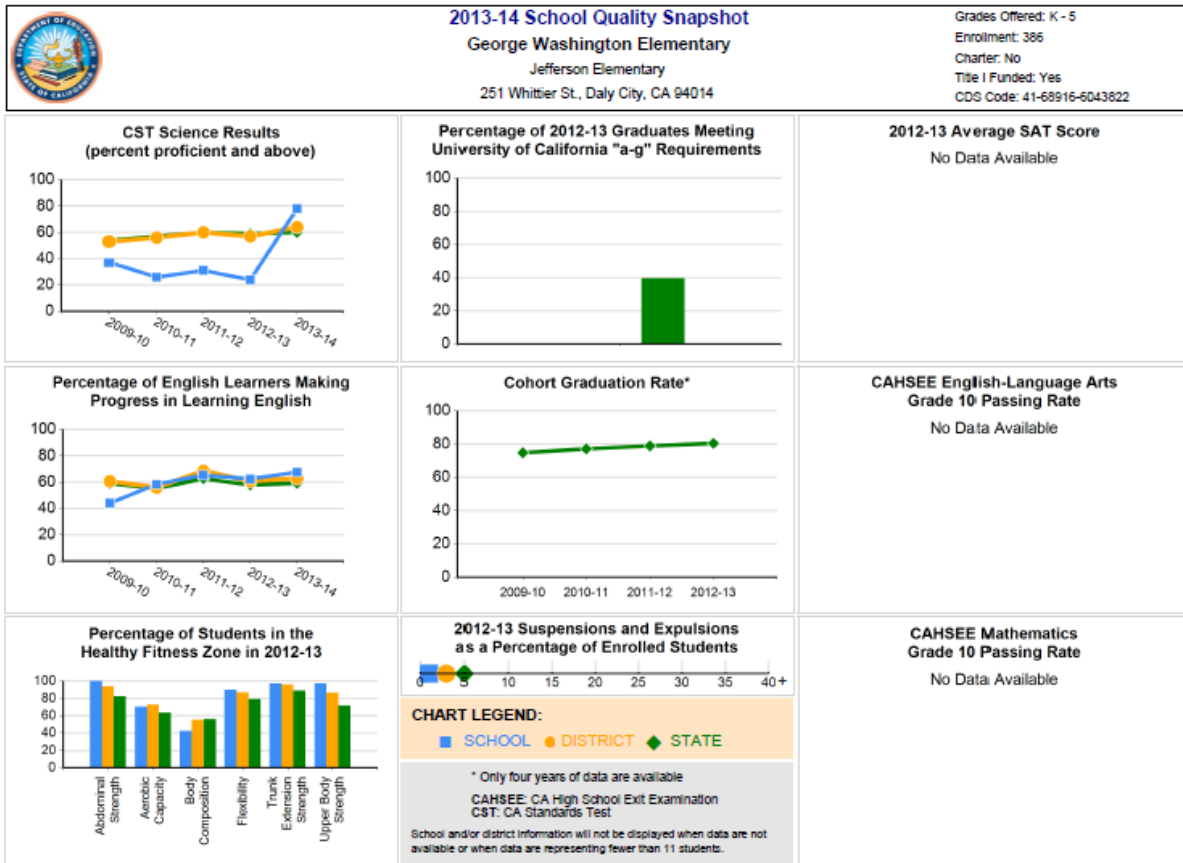 DEPARTMENT OF EDUCATION
STATE OF CALIFORNIA
2013-14 School Quality Snapshot
George Washington Elementary
Jefferson Elementary
251 Whittier St., Daly City, CA 94014
Grades Offered: K - 5
Enrollment: 386
Charter: No
Title I Funded: Yes
CDS Code: 41-68916-6043822
CST Science Results
(percent proficient and above)
100
80
60
40
20
0
2009-10
2010-11
2011-12
2012-13
2013-14
Percentage of 2012-13 Graduates Meeting
University of California "a-g" Requirements
100
80
60
40
20
0
2012-13 Average SAT Score
No Data Available
Percentage of English Learners Making
Progress in Learning English
100
80
60
40
20
0
2009-10
2010-11
2011-12
2012-13
2013-14
Cohort Graduation Rate*
100
80
60
40
20
0
2009-10
2010-11
2011-12
2012-13
CAHSEE English-Language Arts
Grade 10 Passing Rate
No Data Available
Percentage of Students in the
Healthy Fitness Zone in 2012-13
100
80
60
40
20
0
Abdominal
Strength
Aerobic
Capacity
Body
Composition
Flexibility
Trunk
Extension
Strength
Upper Body
Strength
2012-13 Suspensions and Expulsions
as a Percentage of Enrolled Students
0 5 10 15 20 25 30 35 40 +
CHART LEGEND:
SCHOOL DISTRICT STATE
* Only four years of data are available
CAHSEE: CA High School Exit Examination
CST: CA Standards Test
School and/or district information will not be displayed when data are not
available or when data are representing fewer than 11 students.
CAHSEE Mathematics
Grade 10 Passing Rate
No Data Available